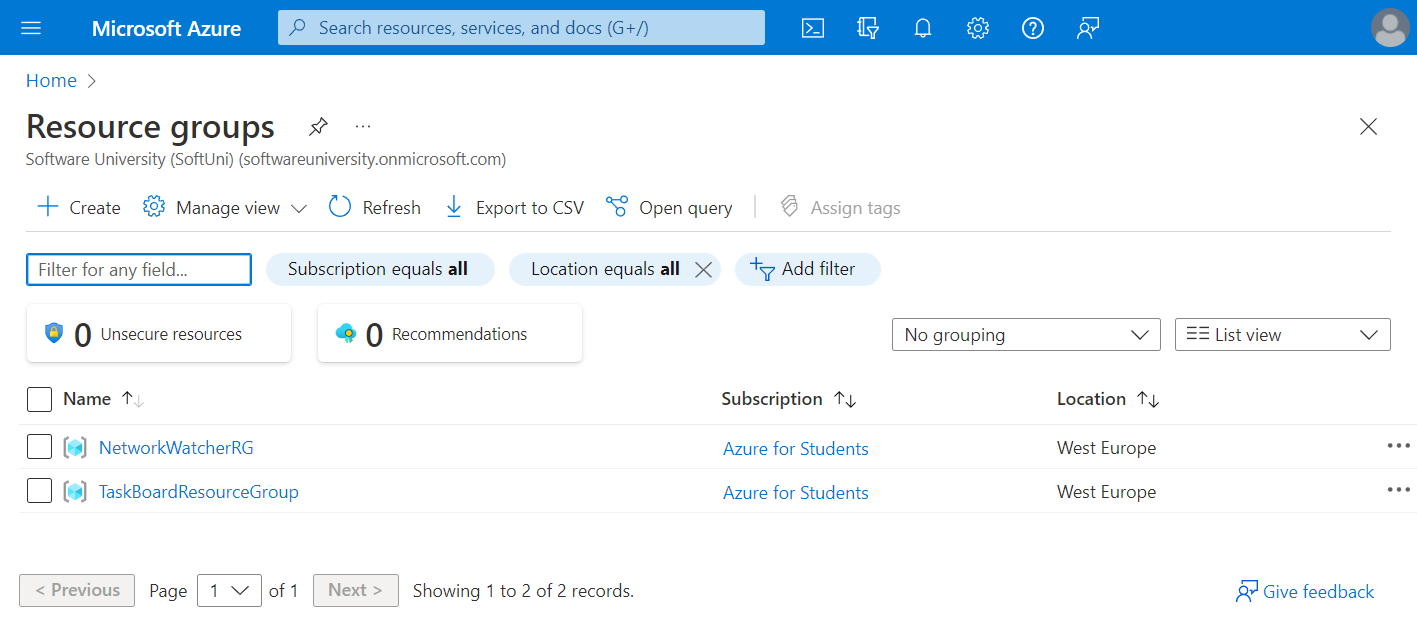 Microsoft Azure Search resources, services, and docs (G+/)
Home
Resource groups ...
Software University (SoftUni) (softwareuniversity.onmicrosoft.com)
Create Manage view Refresh Export to CSV Open query Assign tags
Filter for any field... Subscription equals all Location equals all Add filter
0 Unsecure resources 0 Recommendations No grouping List view
Name Subscription Location
NetworkWatcherRG Azure for Students West Europe
TaskBoardResourceGroup Azure for Students West Europe
< Previous Page 1 of 1 Next > Showing 1 to 2 of 2 records. Give feedback